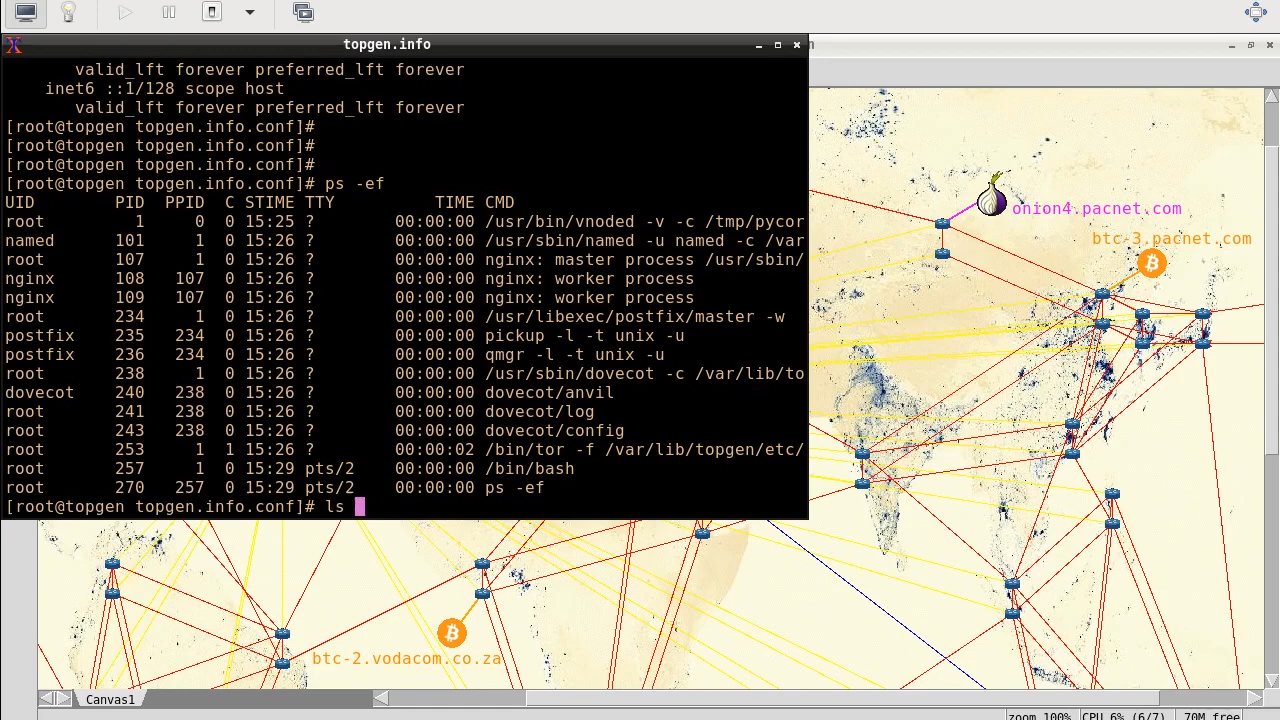 topgen.info
n
valid_lft forever preferred_lft forever
inet6 ::1/128 scope host
valid_lft forever preferred_lft forever
[root@topgen topgen.info.conf]#
[root@topgen topgen.info.conf]#
[root@topgen topgen.info.conf]#
[root@topgen topgen.info.conf]# ps -ef
UID PID PPID C STIME TTY TIME CMD
root 1 0 0 15:25 ? 00:00:00 /usr/bin/vnoded -v -c /tmp/pycor
named 101 1 0 15:26 ? 00:00:00 /usr/sbin/named -u named -c /var
root 107 1 0 15:26 ? 00:00:00 nginx: master process /usr/sbin/
nginx 108 107 0 15:26 ? 00:00:00 nginx: worker process
nginx 109 107 0 15:26 ? 00:00:00 nginx: worker process
root 234 1 0 15:26 ? 00:00:00 /usr/libexec/postfix/master -w
postfix 235 234 0 15:26 ? 00:00:00 pickup -l -t unix -u
postfix 236 234 0 15:26 ? 00:00:00 qmgr -l -t unix -u
root 238 1 0 15:26 ? 00:00:00 /usr/sbin/dovecot -c /var/lib/to
dovecot 240 238 0 15:26 ? 00:00:00 dovecot/anvil
root 241 238 0 15:26 ? 00:00:00 dovecot/log
root 243 238 0 15:26 ? 00:00:00 dovecot/config
root 253 1 1 15:26 ? 00:00:02 /bin/tor -f /var/lib/topgen/etc/
root 257 1 0 15:29 pts/2 00:00:00 /bin/bash
root 270 257 0 15:29 pts/2 00:00:00 ps -ef
[root@topgen topgen.info.conf]# ls
onion4.pacnet.com
btc-3.pacnet.com
btc-2.vodacom.co.za
Canvas1
zoom 100% CPU 6% (6/7) 70M free